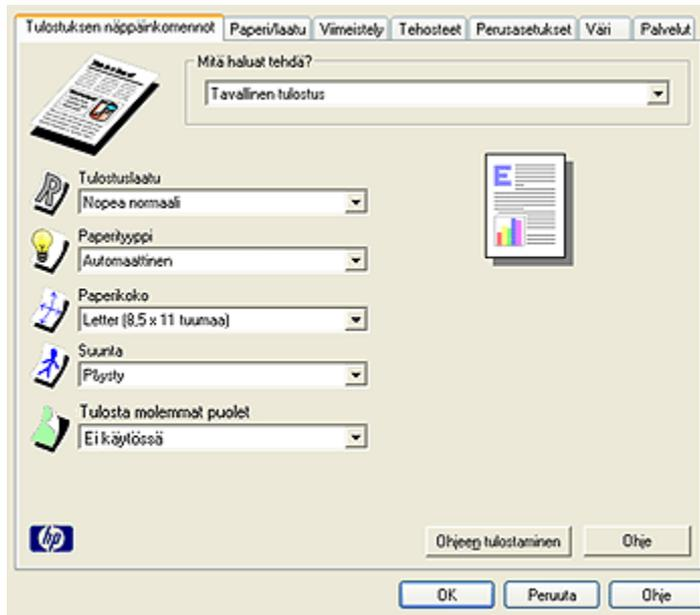 Tulostuksen näppäinkomennot Paperi/laatu Viimeistely Tehosteet Perusasetukset Väri Palvelut
Mitä haluat tehdä?
Tavallinen tulostus
Tulostuslaatu
Nopea normaali
Paperityyppi
Automaattinen
Paperikoko
Letter (8,5 x 11 tuumaa)
Suunta
Pysty
Tulosta molemmat puolet
Ei käytössä
hp
Ohjeen tulostaminen Ohje
OK Peruuta Ohje